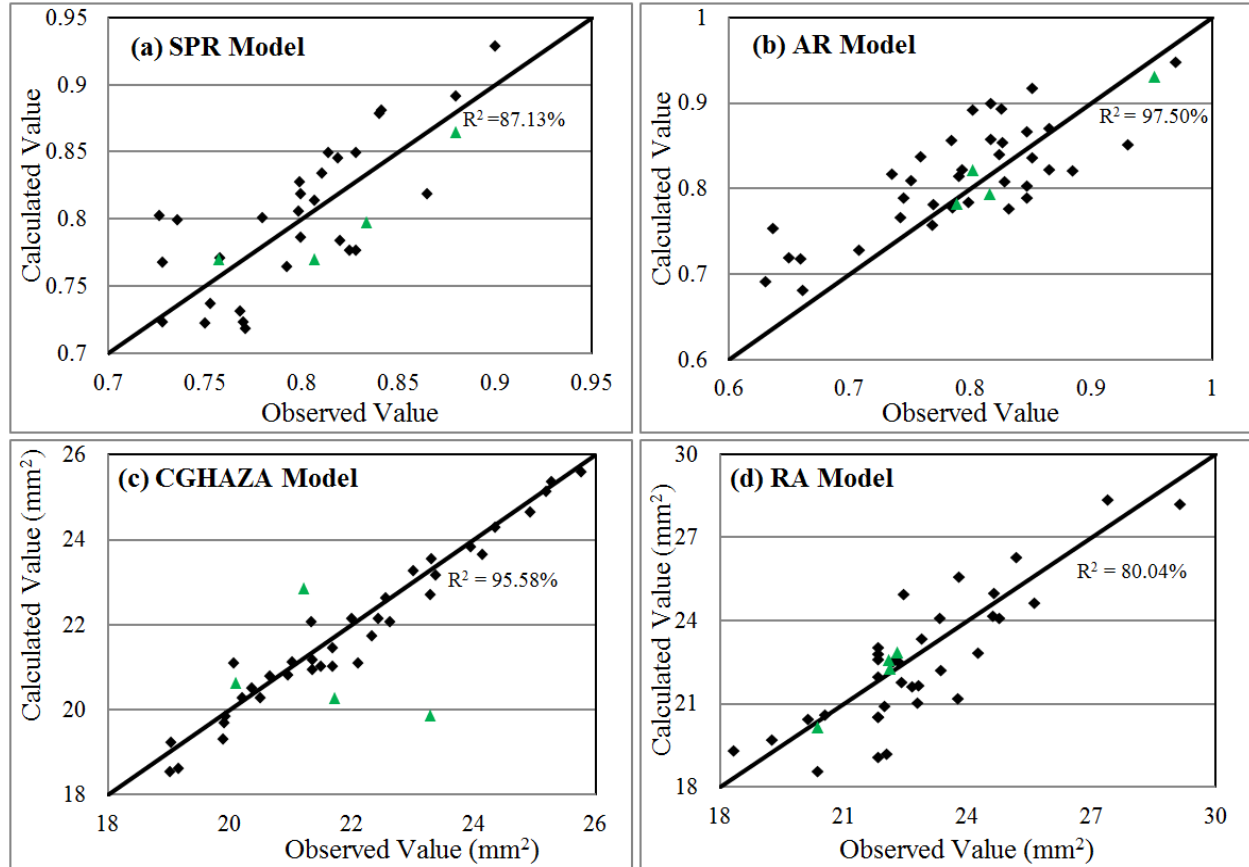 (a) SPR Model
Calculated Value
0.95
0.9
0.85
0.8
0.75
0.7
R² =87.13%
0.7 0.75 0.8 0.85 0.9 0.95
Observed Value
(b) AR Model
Calculated Value
1
0.9
0.8
0.7
0.6
R² = 97.50%
0.6 0.7 0.8 0.9 1
Observed Value
(c) CGHAZA Model
Calculated Value (mm²)
26
24
22
20
18
R² = 95.58%
18 20 22 24 26
Observed Value (mm²)
(d) RA Model
Calculated Value (mm²)
30
27
24
21
18
R² = 80.04%
18 21 24 27 30
Observed Value (mm²)